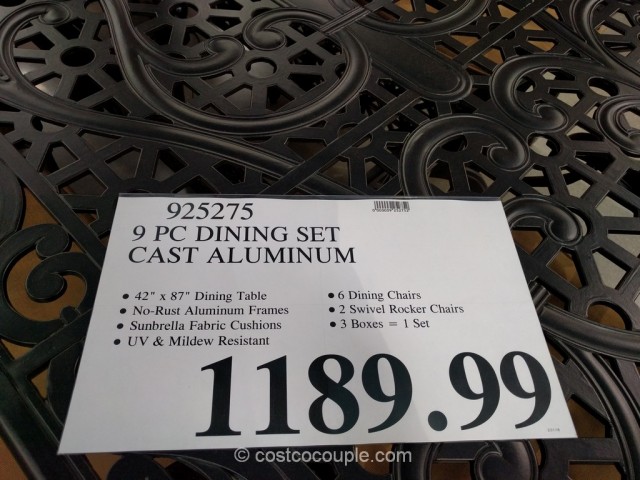 925275
9 PC DINING SET
CAST ALUMINUM
• 42" x 87" Dining Table
• No-Rust Aluminum Frames
• Sunbrella Fabric Cushions
• UV & Mildew Resistant
• 6 Dining Chairs
• 2 Swivel Rocker Chairs
• 3 Boxes = 1 Set
1189.99
© costcocouple.com